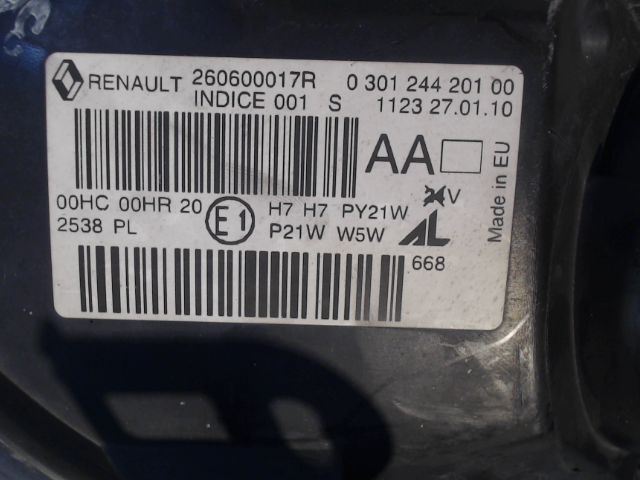 RENAULT 260600017R 0 301 244 201 00
INDICE 001 S 1123 27.01.10
AA
Made in EU
00HC 00HR 20 E1 H7 H7 PY21W V
2538 PL P21W W5W AL
668